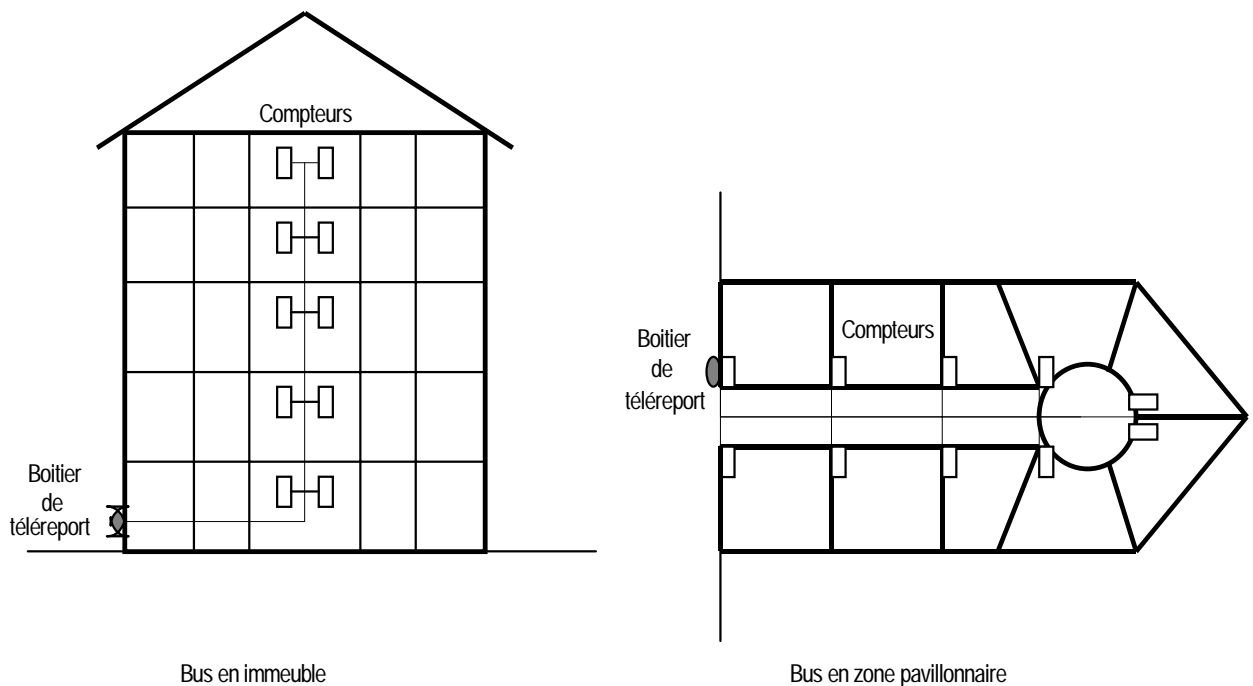 Compteurs
Boitier
de
téléreport
Compteurs
Boitier
de
téléreport
Bus en immeuble
Bus en zone pavillonnaire